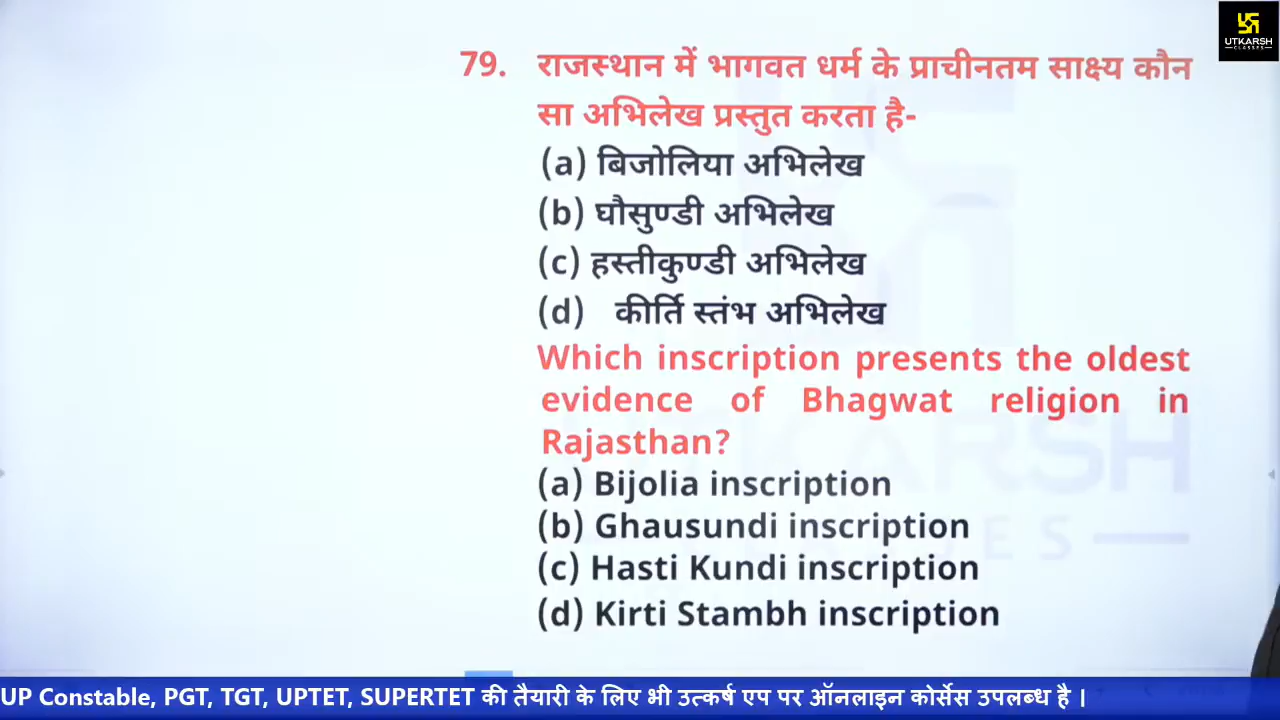 UTKARSH
CLASSES
79. राजस्थान में भागवत धर्म के प्राचीनतम साक्ष्य कौन
सा अभिलेख प्रस्तुत करता है-
(a) बिजोलिया अभिलेख
(b) घौसुण्डी अभिलेख
(c) हस्तीकुण्डी अभिलेख
(d) कीर्ति स्तंभ अभिलेख
Which inscription presents the oldest
evidence of Bhagwat religion in
Rajasthan?
(a) Bijolia inscription
(b) Ghausundi inscription
(c) Hasti Kundi inscription
(d) Kirti Stambh inscription
UP Constable, PGT, TGT, UPTET, SUPERTET की तैयारी के लिए भी उत्कर्ष एप पर ऑनलाइन कोर्सेस उपलब्ध है ।